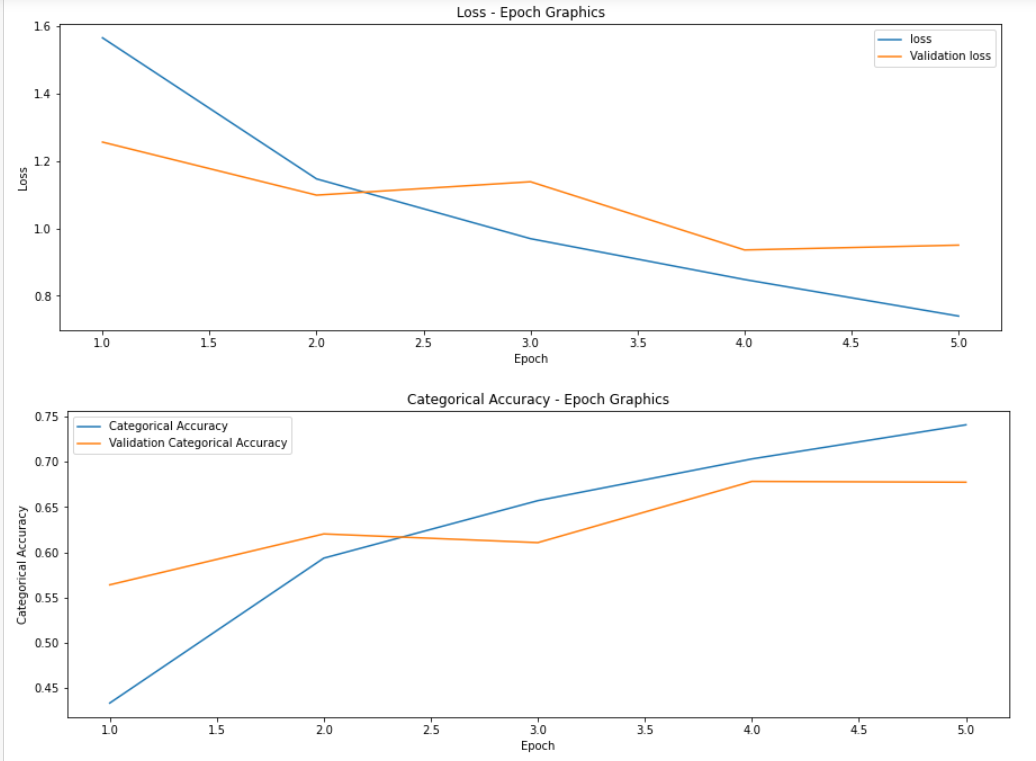 Loss - Epoch Graphics
loss
Validation loss
1.6
1.4
1.2
1.0
0.8
Loss
1.0 1.5 2.0 2.5 3.0 3.5 4.0 4.5 5.0
Epoch
Categorical Accuracy - Epoch Graphics
Categorical Accuracy
Validation Categorical Accuracy
0.75
0.70
0.65
0.60
0.55
0.50
0.45
Categorical Accuracy
1.0 1.5 2.0 2.5 3.0 3.5 4.0 4.5 5.0
Epoch